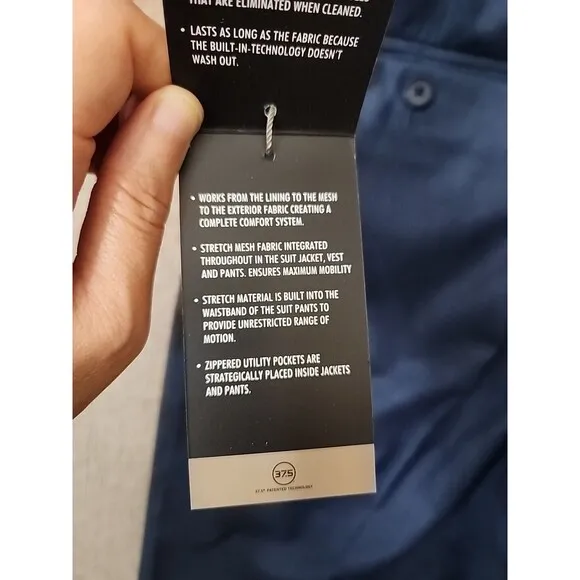 THAT ARE ELIMINATED WHEN CLEANED.
• LASTS AS LONG AS THE FABRIC BECAUSE
THE BUILT-IN-TECHNOLOGY DOESN'T
WASH OUT.
• WORKS FROM THE LINING TO THE MESH
TO THE EXTERIOR FABRIC CREATING A
COMPLETE COMFORT SYSTEM.
• STRETCH MESH FABRIC INTEGRATED
THROUGHOUT IN THE SUIT JACKET, VEST
AND PANTS. ENSURES MAXIMUM MOBILITY
• STRETCH MATERIAL IS BUILT INTO THE
WAISTBAND OF THE SUIT PANTS TO
PROVIDE UNRESTRICTED RANGE OF
MOTION.
• ZIPPERED UTILITY POCKETS ARE
STRATEGICALLY PLACED INSIDE JACKETS
AND PANTS.
37.5
37.5® PATENTED TECHNOLOGY